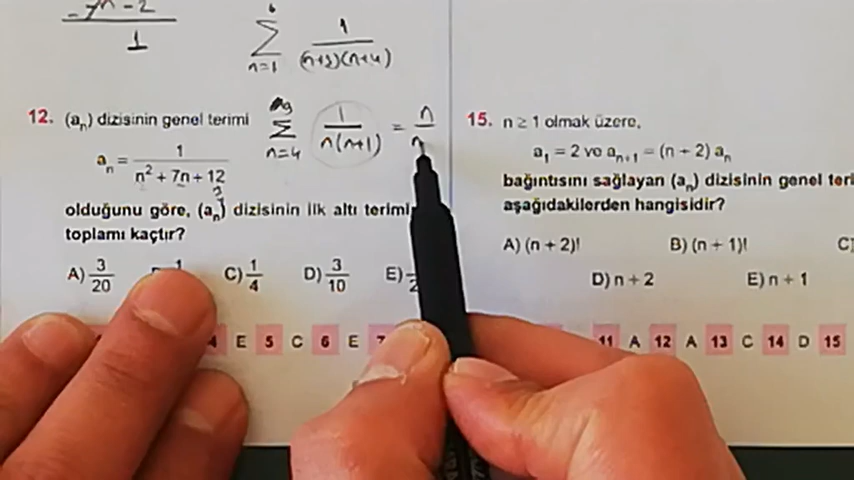 -7n-2
1
6
Σ 1
n=1 (n+3)(n+4)
12. (aₙ) dizisinin genel terimi
aₙ = 1
n² + 7n + 12
olduğunu göre, (aₙ) dizisinin ilk altı terimi
toplamı kaçtır?
A) 3/20
C) 1/4 D) 3/10 E)
9
Σ 1 = n
n=4 n(n+1) n
15. n ≥ 1 olmak üzere,
a₁ = 2 ve aₙ₊₁ = (n + 2) aₙ
bağıntısını sağlayan (aₙ) dizisinin genel teri
aşağıdakilerden hangisidir?
A) (n + 2)! B) (n + 1)! C)
D) n + 2 E) n + 1
4 E 5 C 6 E 7 11 A 12 A 13 C 14 D 15